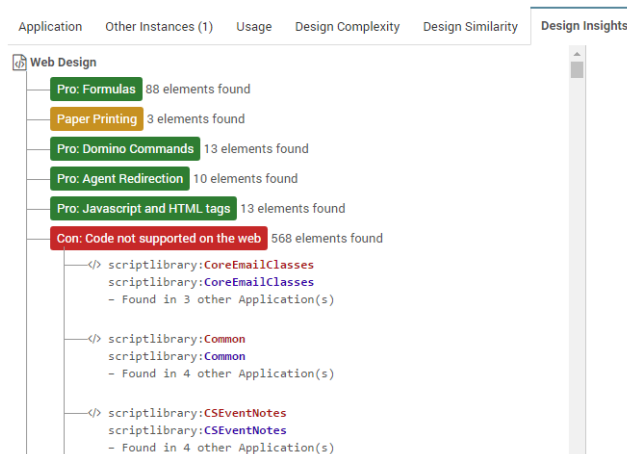 Application Other Instances (1) Usage Design Complexity Design Similarity Design Insights
Web Design
Pro: Formulas 88 elements found
Paper Printing 3 elements found
Pro: Domino Commands 13 elements found
Pro: Agent Redirection 10 elements found
Pro: Javascript and HTML tags 13 elements found
Con: Code not supported on the web 568 elements found
</> scriptlibrary:CoreEmailClasses
scriptlibrary:CoreEmailClasses
– Found in 3 other Application(s)
</> scriptlibrary:Common
scriptlibrary:Common
– Found in 4 other Application(s)
</> scriptlibrary:CSEventNotes
scriptlibrary:CSEventNotes
– Found in 4 other Application(s)